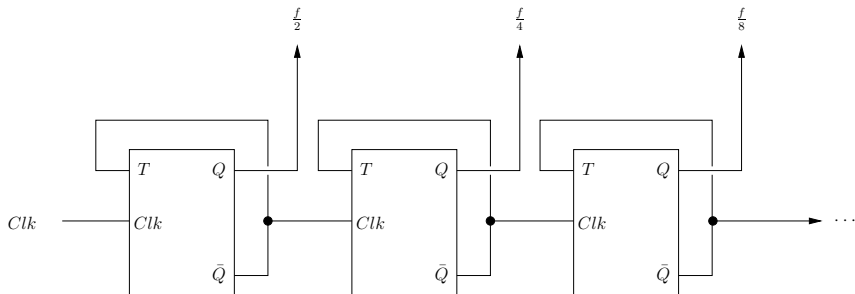 f/2 f/4 f/8
T Q T Q T Q
Clk Clk Clk Clk ...
Q̄ Q̄ Q̄